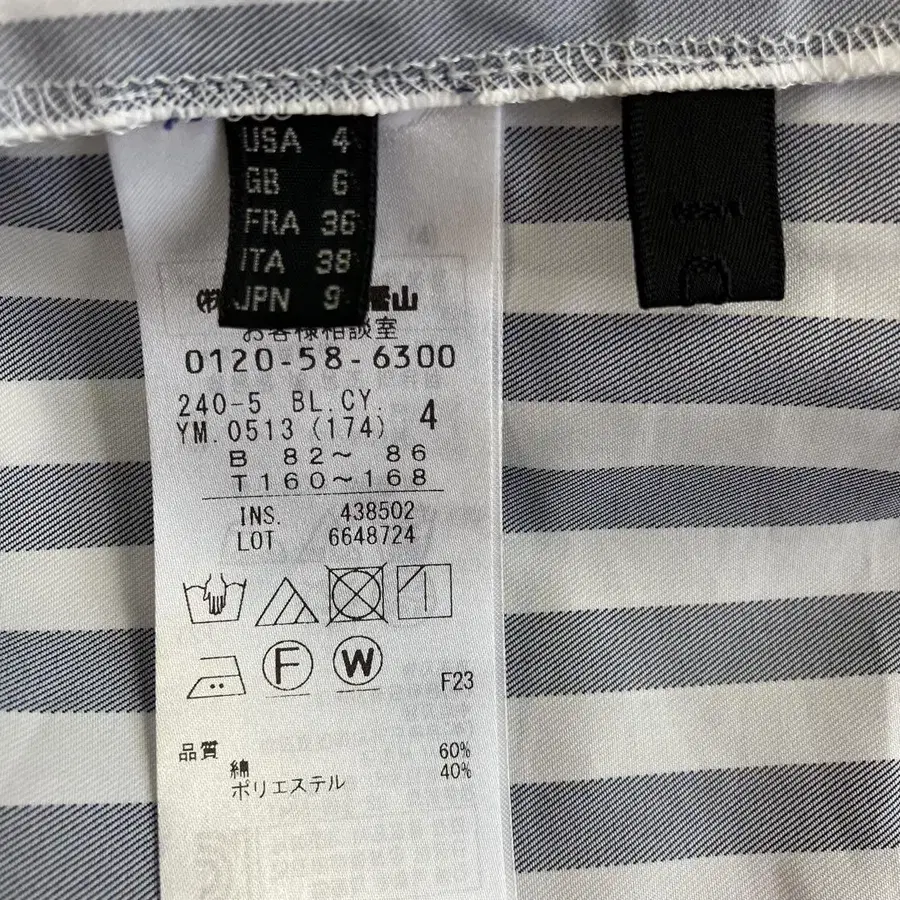 USA 4
GB 6
FRA 36
ITA 38
JPN 9
山
お客様相談室
0120-58-6300
240-5 BL.CY.
YM.0513 (174) 4
B 82～ 86
T 160～168
INS. 438502
LOT 6648724
F
W
F23
品質
綿 60%
ポリエステル 40%